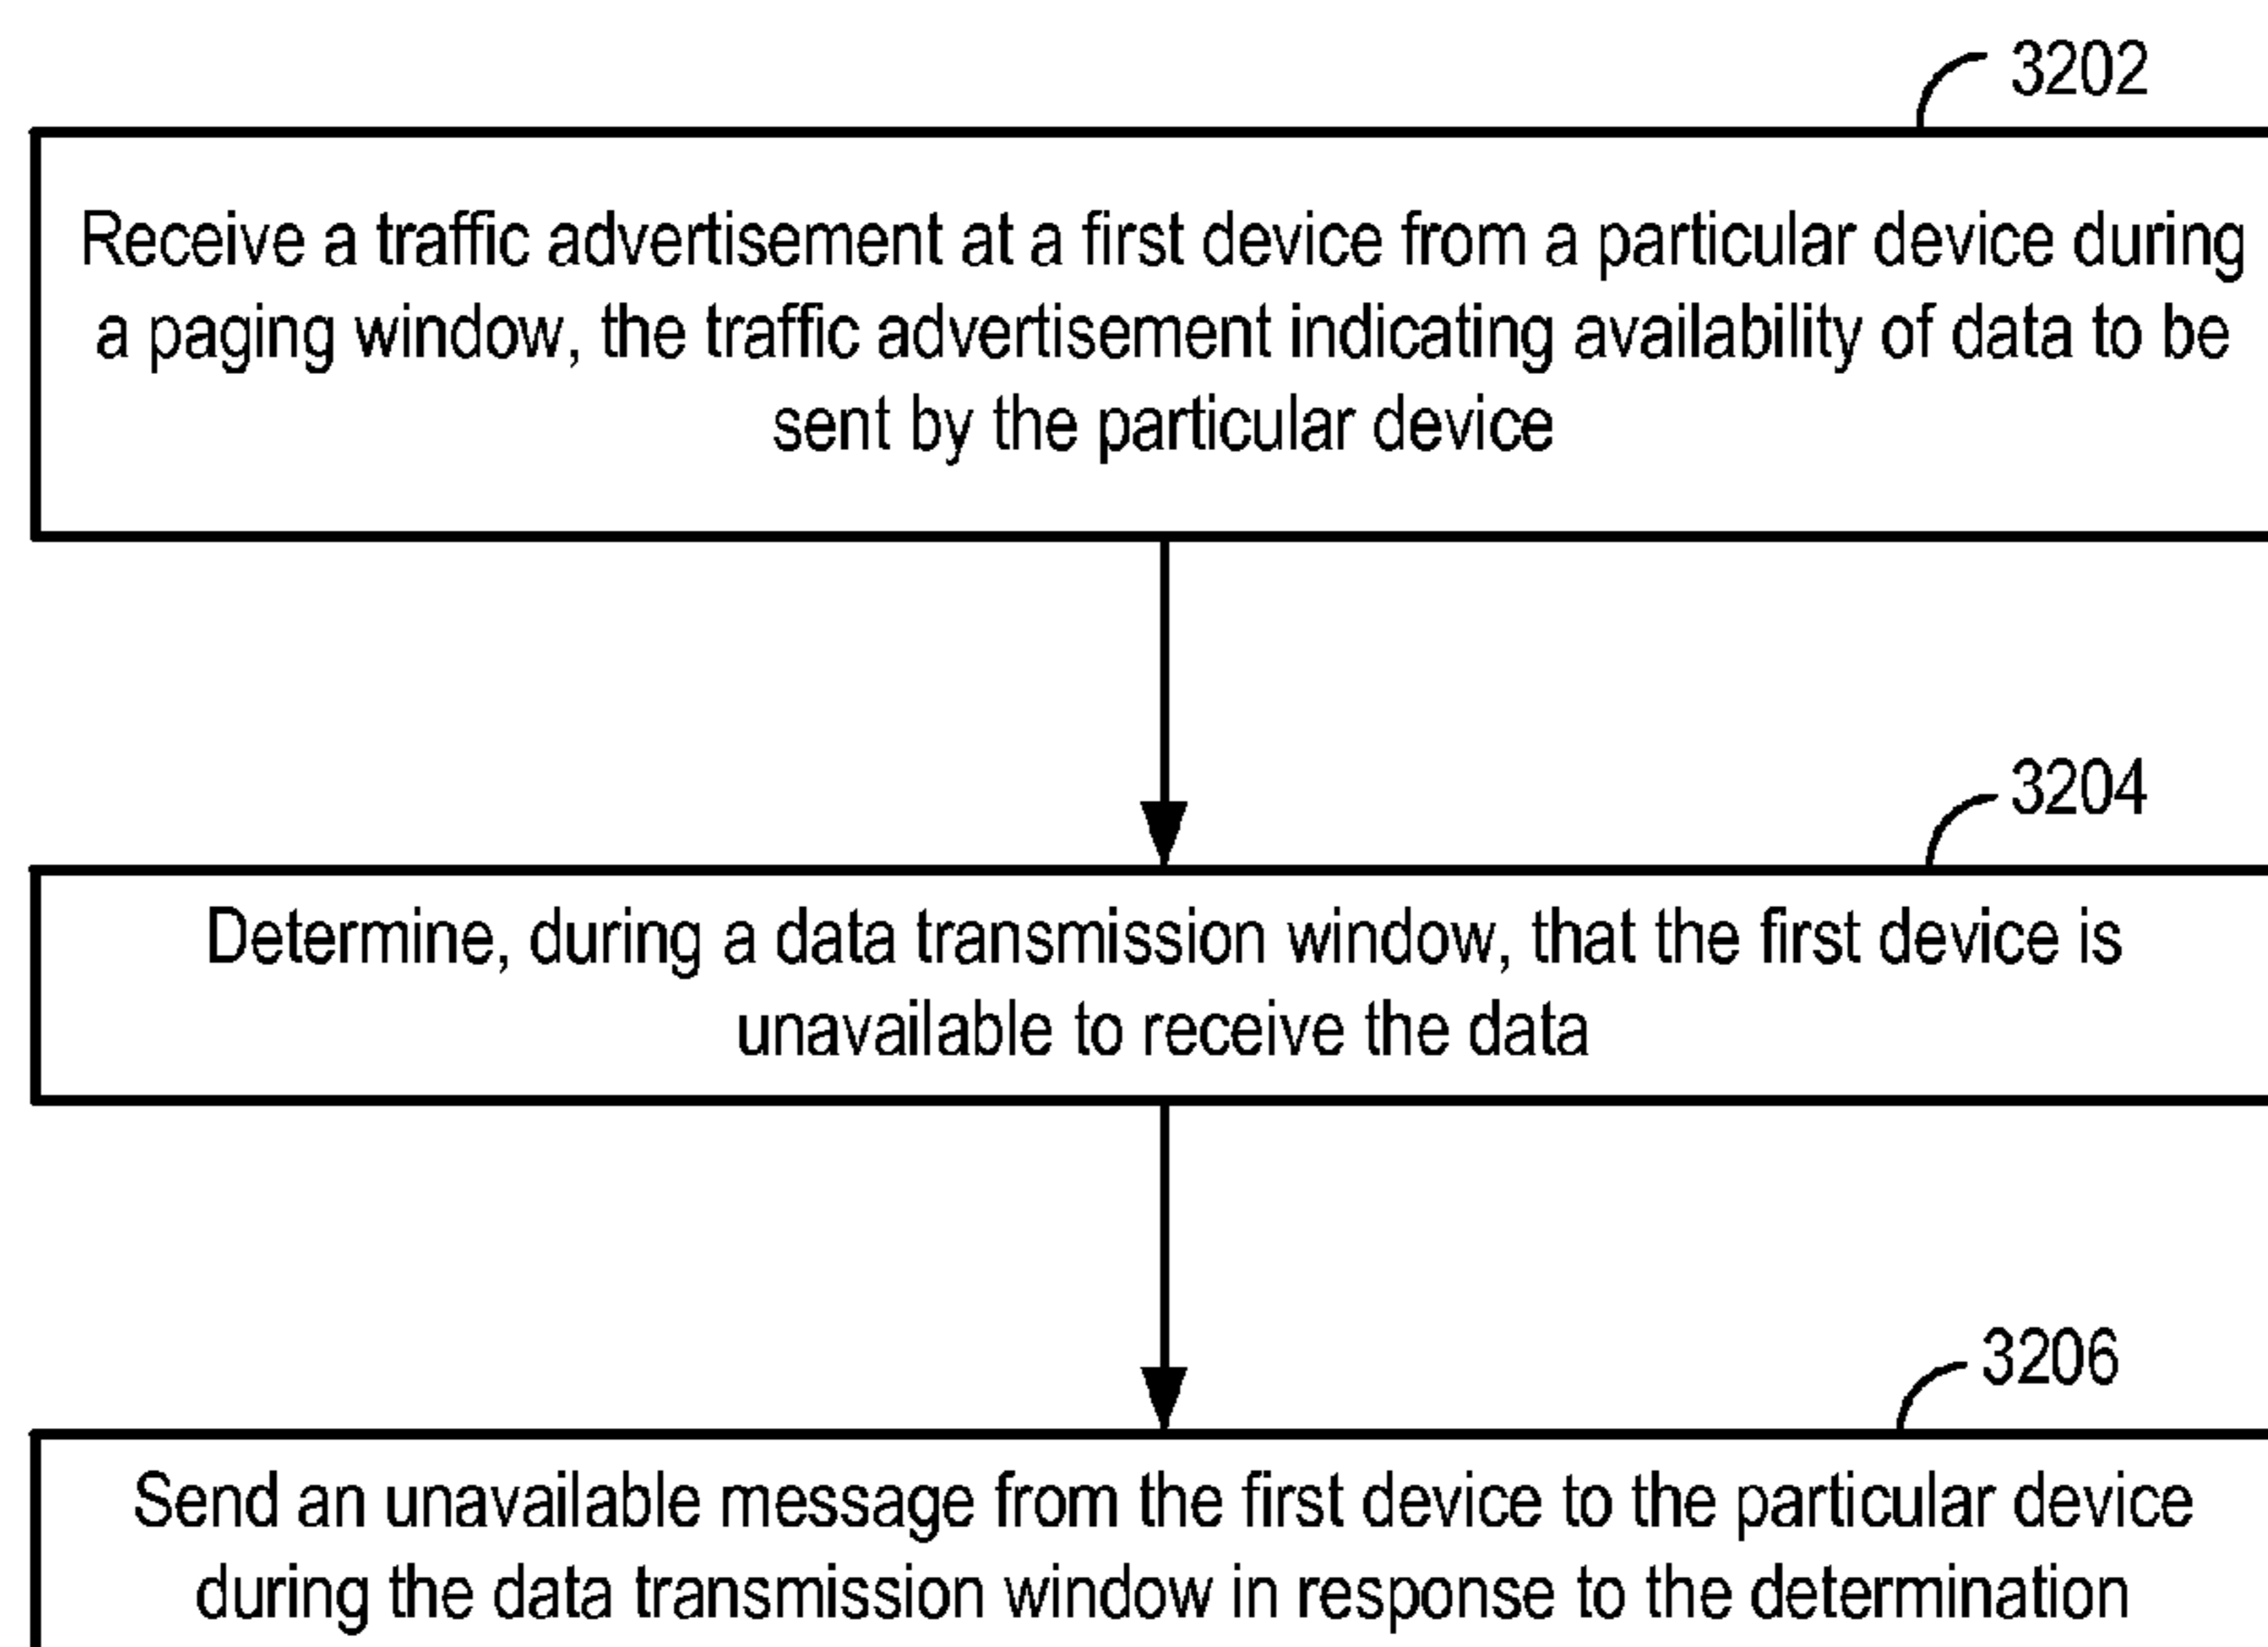 3202
Receive a traffic advertisement at a first device from a particular device during
a paging window, the traffic advertisement indicating availability of data to be
sent by the particular device
3204
Determine, during a data transmission window, that the first device is
unavailable to receive the data
3206
Send an unavailable message from the first device to the particular device
during the data transmission window in response to the determination